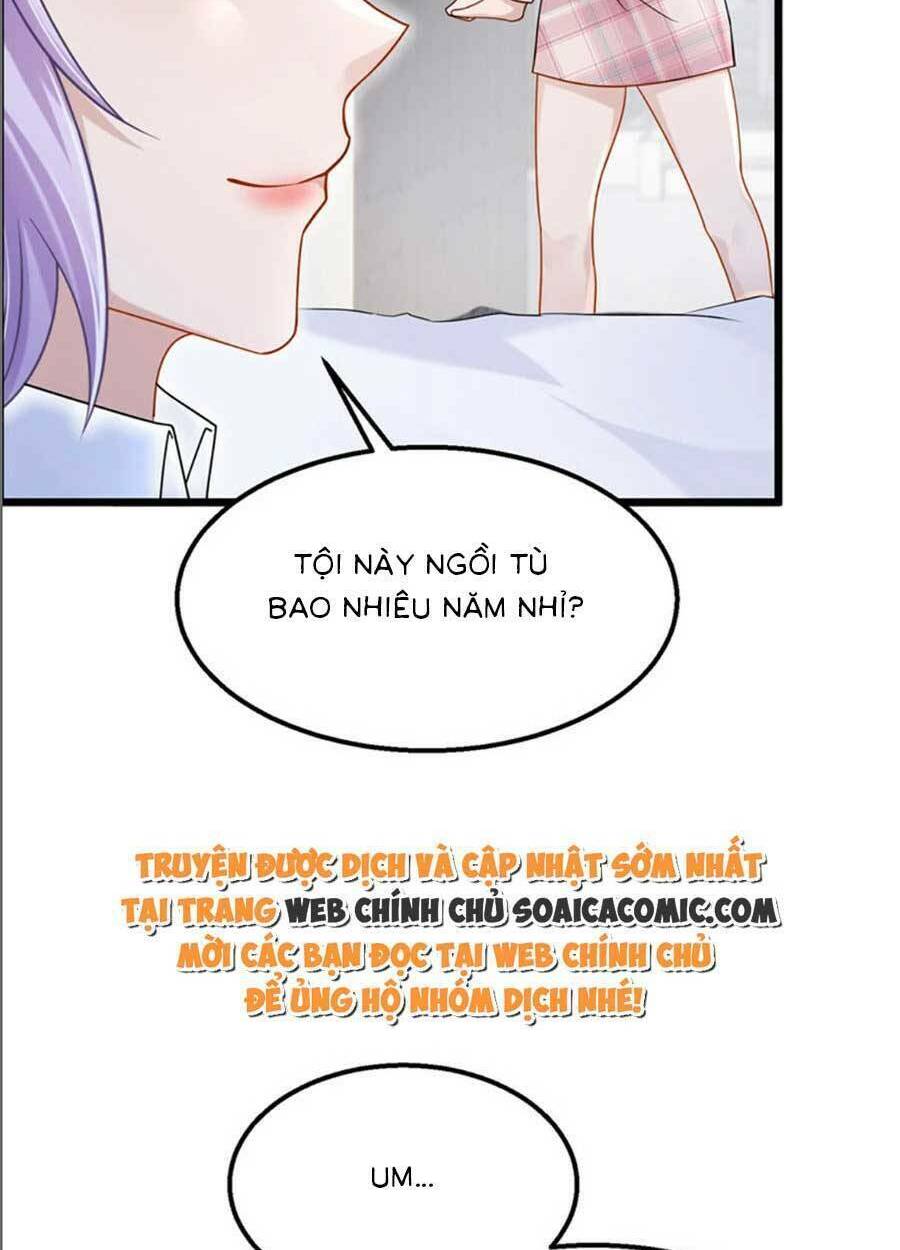 TỘI NÀY NGỒI TÙ
BAO NHIÊU NĂM NHỈ?
TRUYỆN ĐƯỢC DỊCH VÀ CẬP NHẬT SỚM NHẤT
TẠI TRANG WEB CHÍNH CHỦ SOAICACOMIC.COM
MỜI CÁC BẠN ĐỌC TẠI WEB CHÍNH CHỦ
ĐỂ ỦNG HỘ NHÓM DỊCH NHÉ!
UM...